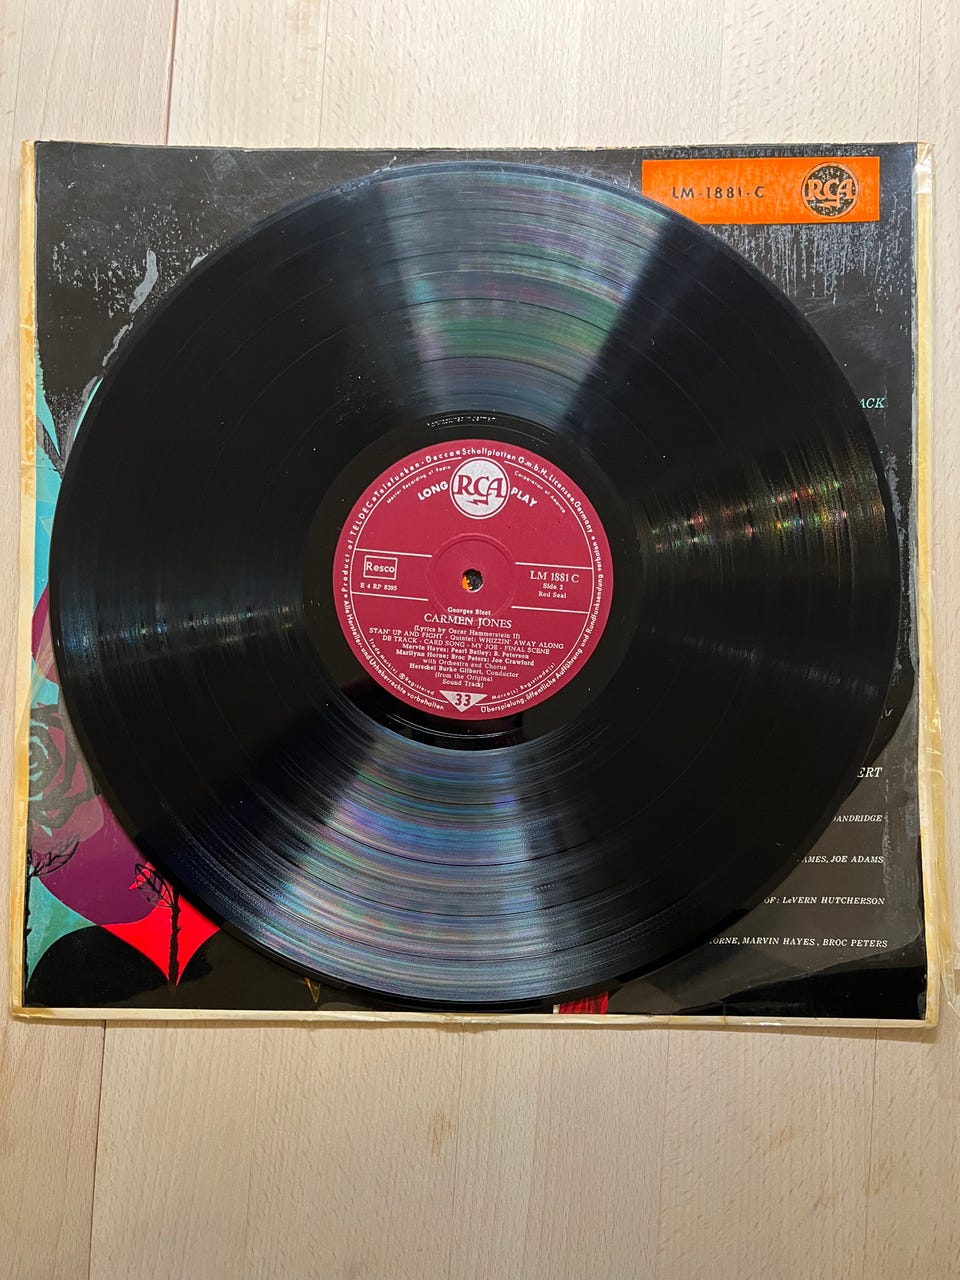 LM-1881-C
RCA
ACK
ERT
DANDRIDGE
AMES, JOE ADAMS
OF: LeVERN HUTCHERSON
ORNE, MARVIN HAYES, BROC PETERS
Product of TELDEC »Telefunken-Decca« Schallplatten G.m.b.H., Licensee, Germany
Master Recording of Radio Corporation of America
LONG RCA PLAY
Resco
E 4 RP 8395
LM 1881 C
Side 2
Red Seal
Georges Bizet
CARMEN JONES
(Lyrics by Oscar Hammerstein II)
STAN' UP AND FIGHT - Quintet: WHIZZIN' AWAY ALONG
DE TRACK - CARD SONG - MY JOE - FINAL SCENE
Marvin Hayes; Pearl Bailey; B. Peterson
Marilynn Horne; Broc Peters; Joe Crawford
with Orchestra and Chorus
Herschel Burke Gilbert, Conductor
(from the Original
Sound Track)
Trade mark(s) ®Registered Marca(s) Registrada(s)
33
Alle Hersteller- und Urheberrechte vorbehalten
Überspielung, öffentliche Aufführung und Rundfunksendung verboten